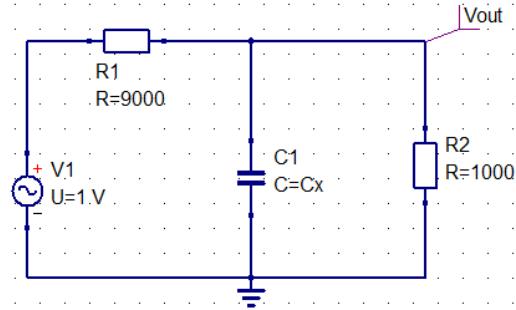 Vout
R1
R=9000
V1
U=1 V
C1
C=Cx
R2
R=1000